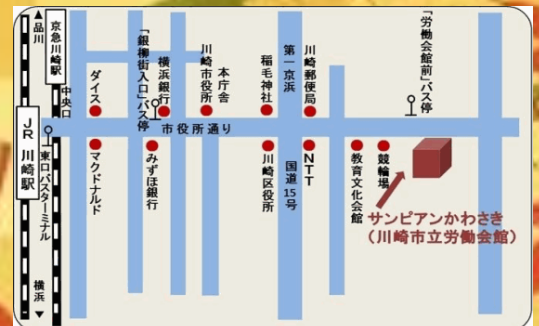 ▲品川
京急川崎駅
中央口
JR川崎駅
東口バスターミナル
横浜▼
ダイス
「銀柳街入口」バス停
横浜銀行
川崎市役所
本庁舎
稲毛神社
第一京浜
川崎郵便局
「労働会館前」バス停
市役所通り
マクドナルド
みずほ銀行
川崎区役所
国道15号
NTT
教育文化会館
競輪場
サンピアンかわさき
(川崎市立労働会館)